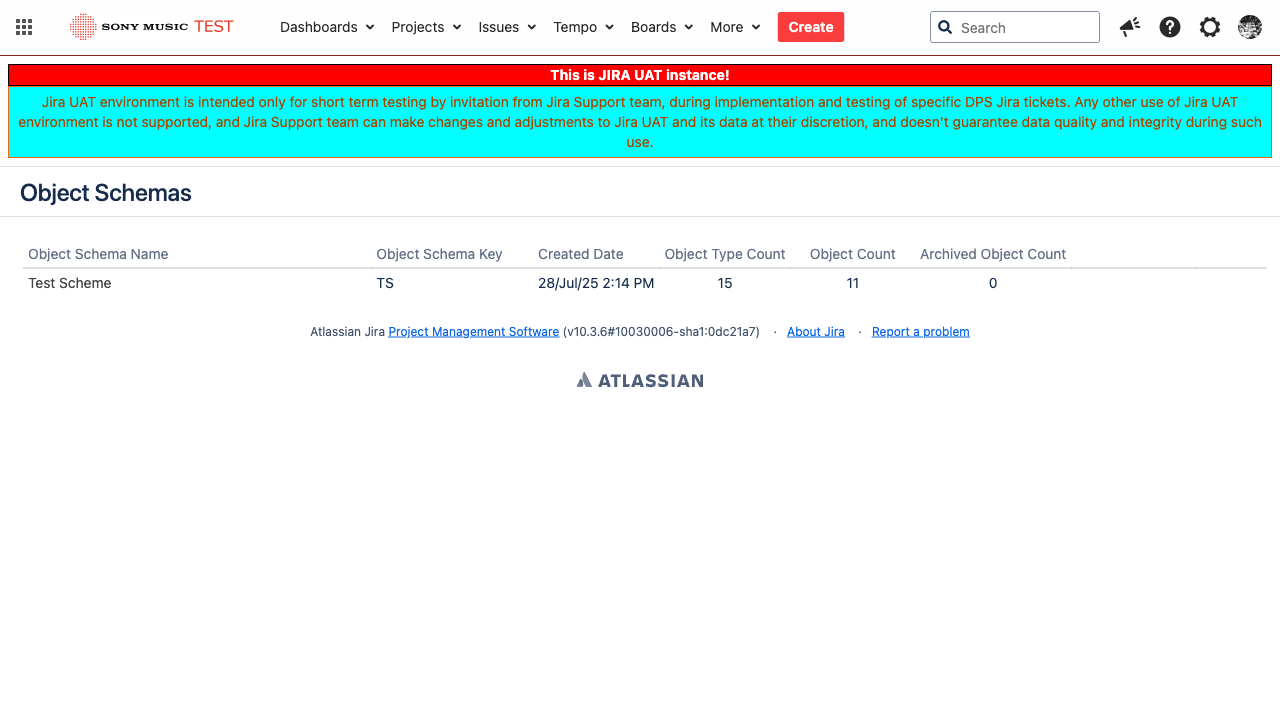 SONY MUSIC TEST
Dashboards Projects Issues Tempo Boards More Create Search
This is JIRA UAT instance!
Jira UAT environment is intended only for short term testing by invitation from Jira Support team, during implementation and testing of specific DPS Jira tickets. Any other use of Jira UAT
environment is not supported, and Jira Support team can make changes and adjustments to Jira UAT and its data at their discretion, and doesn't guarantee data quality and integrity during such
use.
Object Schemas
Object Schema Name Object Schema Key Created Date Object Type Count Object Count Archived Object Count
Test Scheme TS 28/Jul/25 2:14 PM 15 11 0
Atlassian Jira Project Management Software (v10.3.6#10030006-sha1:0dc21a7) · About Jira · Report a problem
ATLASSIAN